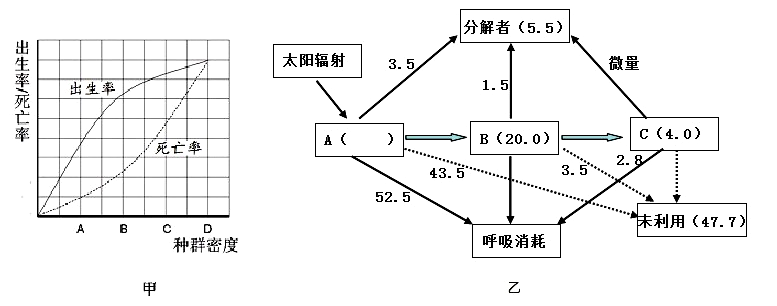 出生率/死亡率
出生率
死亡率
A B C D
种群密度
甲
分解者(5.5)
太阳辐射
3.5
微量
1.5
A( )
B(20.0)
C(4.0)
43.5
3.5
2.8
52.5
未利用(47.7)
呼吸消耗
乙